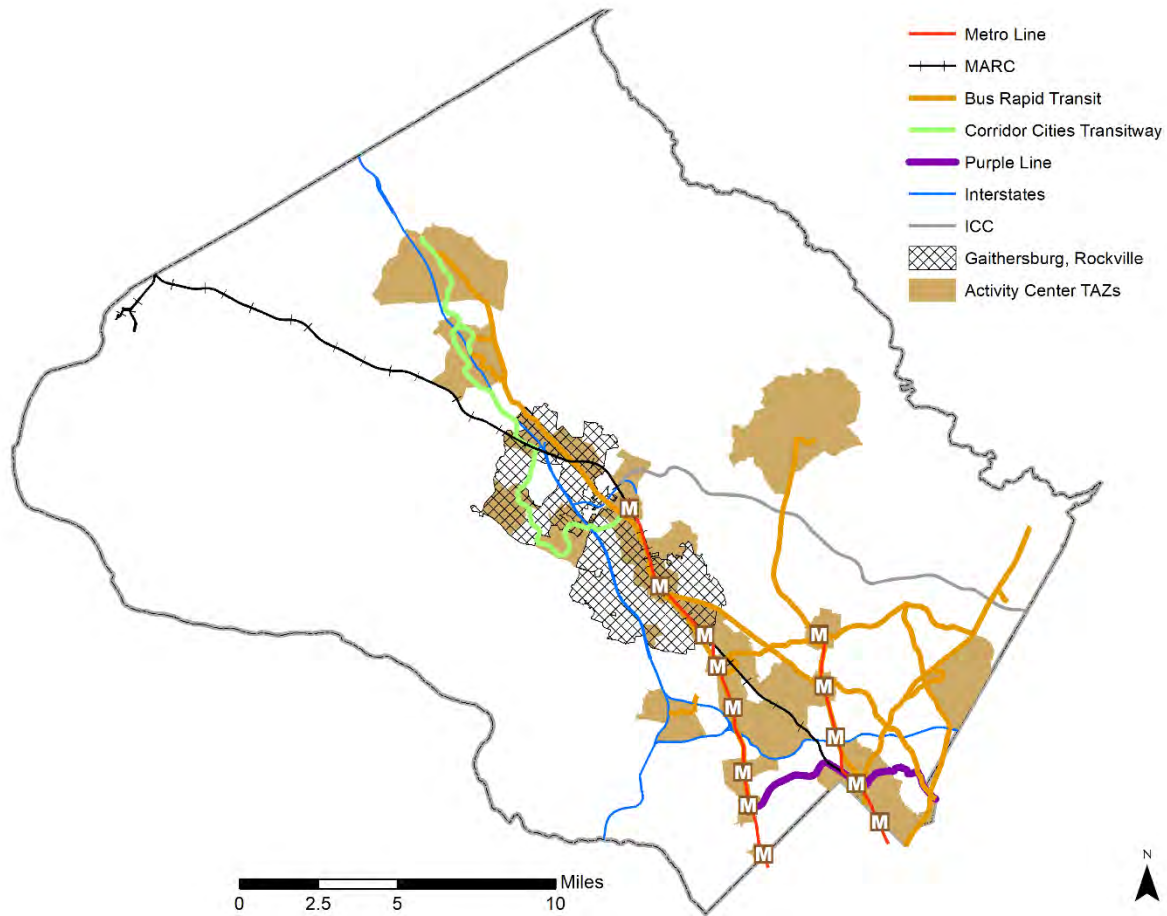 Metro Line
MARC
Bus Rapid Transit
Corridor Cities Transitway
Purple Line
Interstates
ICC
Gaithersburg, Rockville
Activity Center TAZs
M
M
M
M
M
M
M
M
M
M
M
M
M
N
Miles
0 2.5 5 10